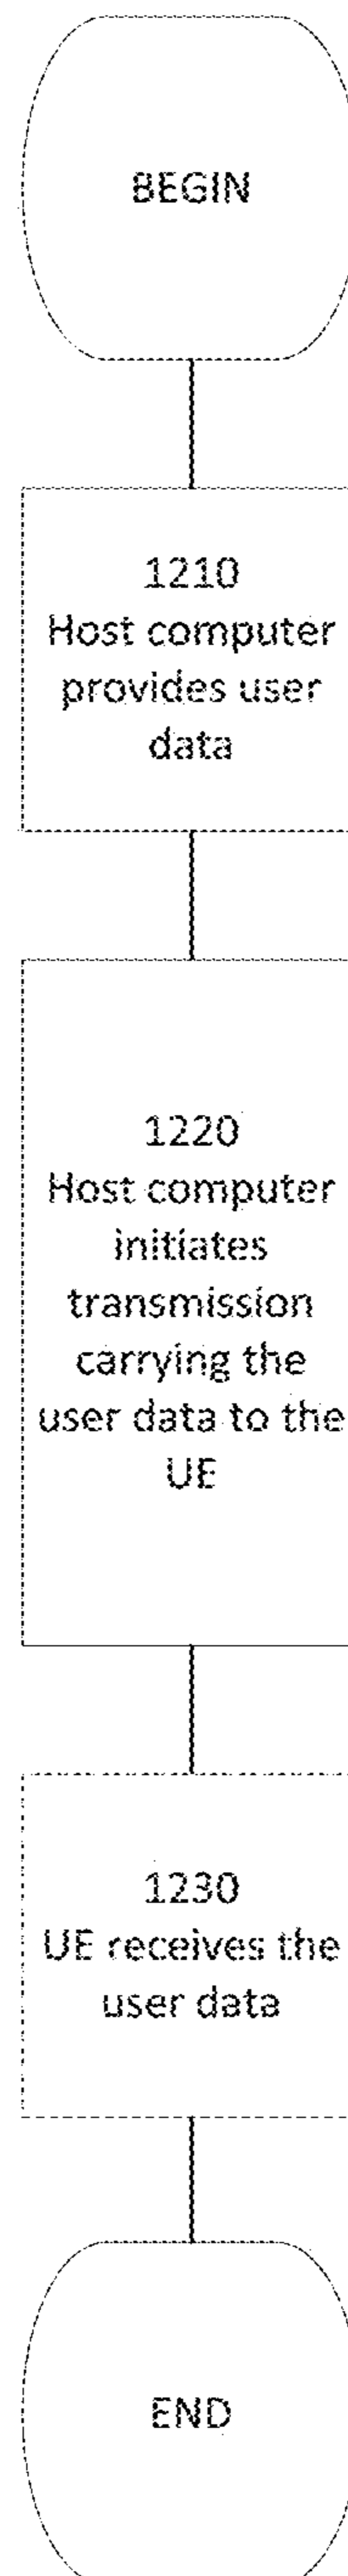 BEGIN
1210
Host computer
provides user
data
1220
Host computer
initiates
transmission
carrying the
user data to the
UE
1230
UE receives the
user data
END